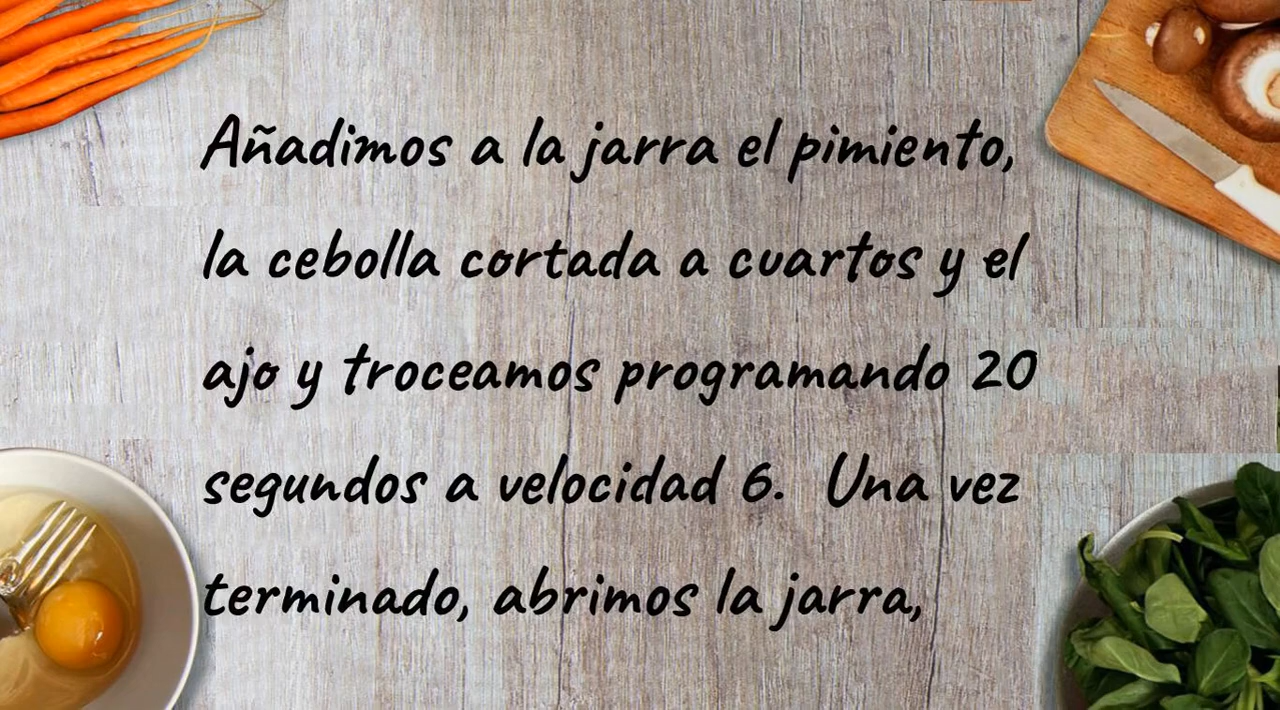 Añadimos a la jarra el pimiento,
la cebolla cortada a cuartos y el
ajo y troceamos programando 20
segundos a velocidad 6.  Una vez
terminado, abrimos la jarra,